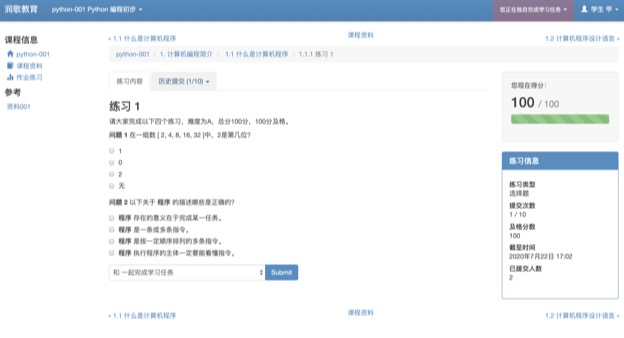 润歌教育
python-001 Python 编程初步
您正在独自完成学习任务
学生 甲
课程信息
python-001
课程资料
作业练习
参考
资料001
« 1.1 什么是计算机程序
课程资料
1.2 计算机程序设计语言 »
python-001 / 1. 计算机编程简介 / 1.1 什么是计算机程序 / 1.1.1 练习 1
练习内容
历史提交 (1/10)
练习 1
请大家完成以下四个练习，难度为A，总分100分，100分及格。
问题 1 在一组数 [ 2, 4, 8, 16, 32 ]中，2是第几位?
1
0
2
无
问题 2 以下关于 程序 的描述哪些是正确的?
程序 存在的意义在于完成某一任务。
程序 是一条或多条指令。
程序 是按一定顺序排列的多条指令。
程序 执行程序的主体一定要能看懂指令。
和 一起完成学习任务
Submit
« 1.1 什么是计算机程序
课程资料
1.2 计算机程序设计语言 »
您现在得分:
100 / 100
练习信息
练习类型
选择题
提交次数
1 / 10
及格分数
100
截至时间
2020年7月22日 17:02
已提交人数
2